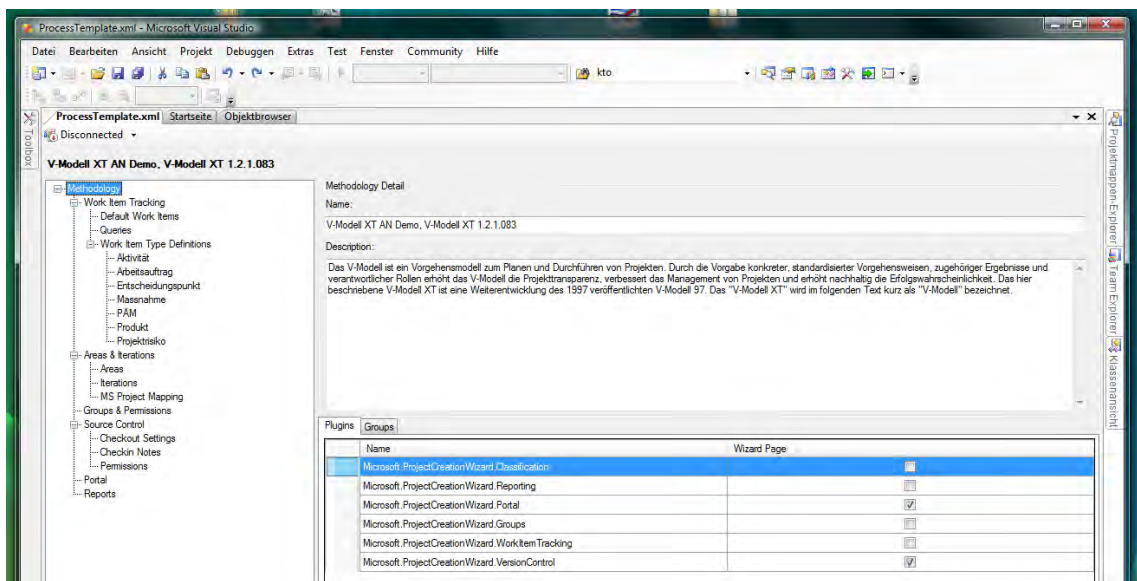 ProcessTemplate.xml - Microsoft Visual Studio
Datei Bearbeiten Ansicht Projekt Debuggen Extras Test Fenster Community Hilfe
kto
ProcessTemplate.xml Startseite Objektbrowser
Disconnected
Toolbox
V-Modell XT AN Demo, V-Modell XT 1.2.1.083
Methodology
Work Item Tracking
Default Work Items
Queries
Work Item Type Definitions
Aktivität
Arbeitsauftrag
Entscheidungspunkt
Massnahme
PÄM
Produkt
Projektrisiko
Areas & Iterations
Areas
Iterations
MS Project Mapping
Groups & Permissions
Source Control
Checkout Settings
Checkin Notes
Permissions
Portal
Reports
Methodology Detail
Name:
V-Modell XT AN Demo, V-Modell XT 1.2.1.083
Description:
Das V-Modell ist ein Vorgehensmodell zum Planen und Durchführen von Projekten. Durch die Vorgabe konkreter, standardisierter Vorgehensweisen, zugehöriger Ergebnisse und
verantwortlicher Rollen erhöht das V-Modell die Projekttransparenz, verbessert das Management von Projekten und erhöht nachhaltig die Erfolgswahrscheinlichkeit. Das hier
beschriebene V-Modell XT ist eine Weiterentwicklung des 1997 veröffentlichten V-Modell 97. Das "V-Modell XT" wird im folgenden Text kurz als "V-Modell" bezeichnet.
Plugins Groups
Name Wizard Page
Microsoft.ProjectCreationWizard.Classification
Microsoft.ProjectCreationWizard.Reporting
Microsoft.ProjectCreationWizard.Portal
Microsoft.ProjectCreationWizard.Groups
Microsoft.ProjectCreationWizard.WorkItemTracking
Microsoft.ProjectCreationWizard.VersionControl
Projektmappen-Explorer
Team Explorer
Klassenansicht